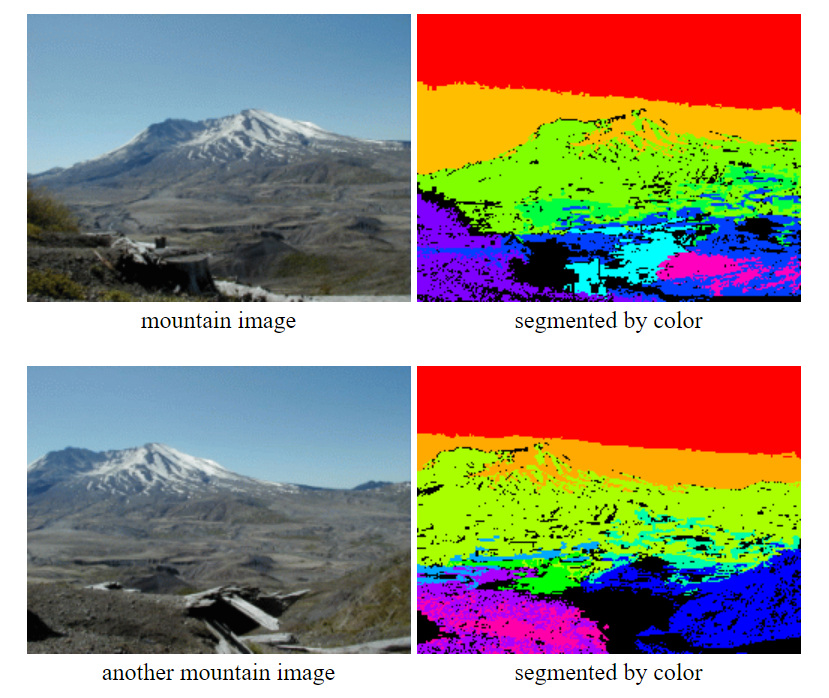 mountain image
segmented by color
another mountain image
segmented by color